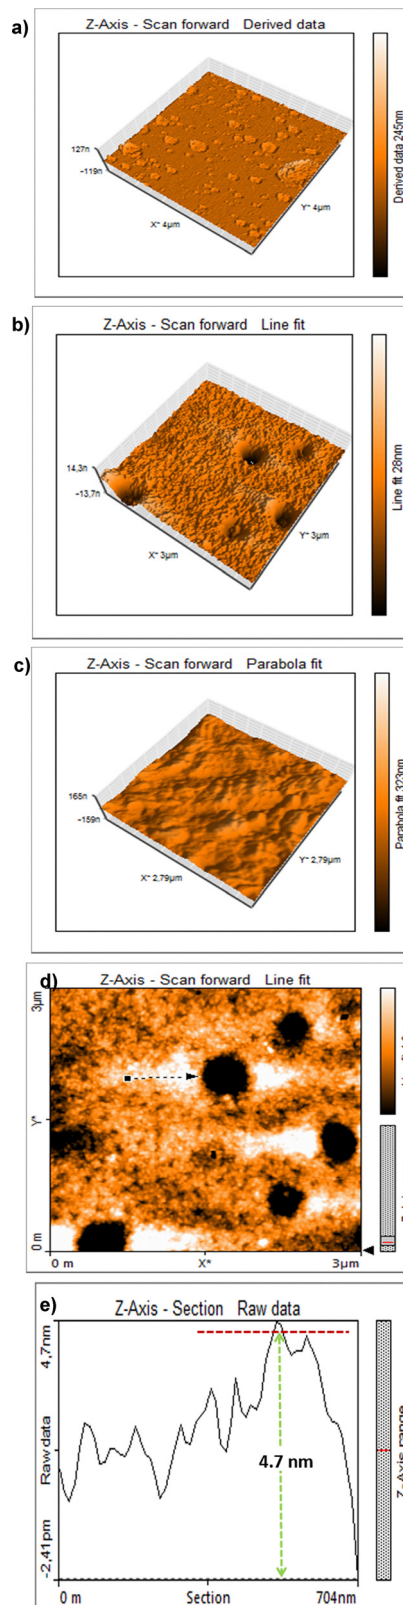 a)
Z-Axis - Scan forward Derived data
127n
-119n
X* 4µm
Y* 4µm
Derived data 245nm
b)
Z-Axis - Scan forward Line fit
14,3n
-13,7n
X* 3µm
Y* 3µm
Line fit 28nm
c)
Z-Axis - Scan forward Parabola fit
165n
-159n
X* 2,79µm
Y* 2,79µm
Parabola fit 323nm
d)
Z-Axis - Scan forward Line fit
3µm
Y*
0 m
0 m
X*
3µm
e)
Z-Axis - Section Raw data
4,7nm
Raw data
-2,41pm
4.7 nm
0 m
Section
704nm
Z-Axis range